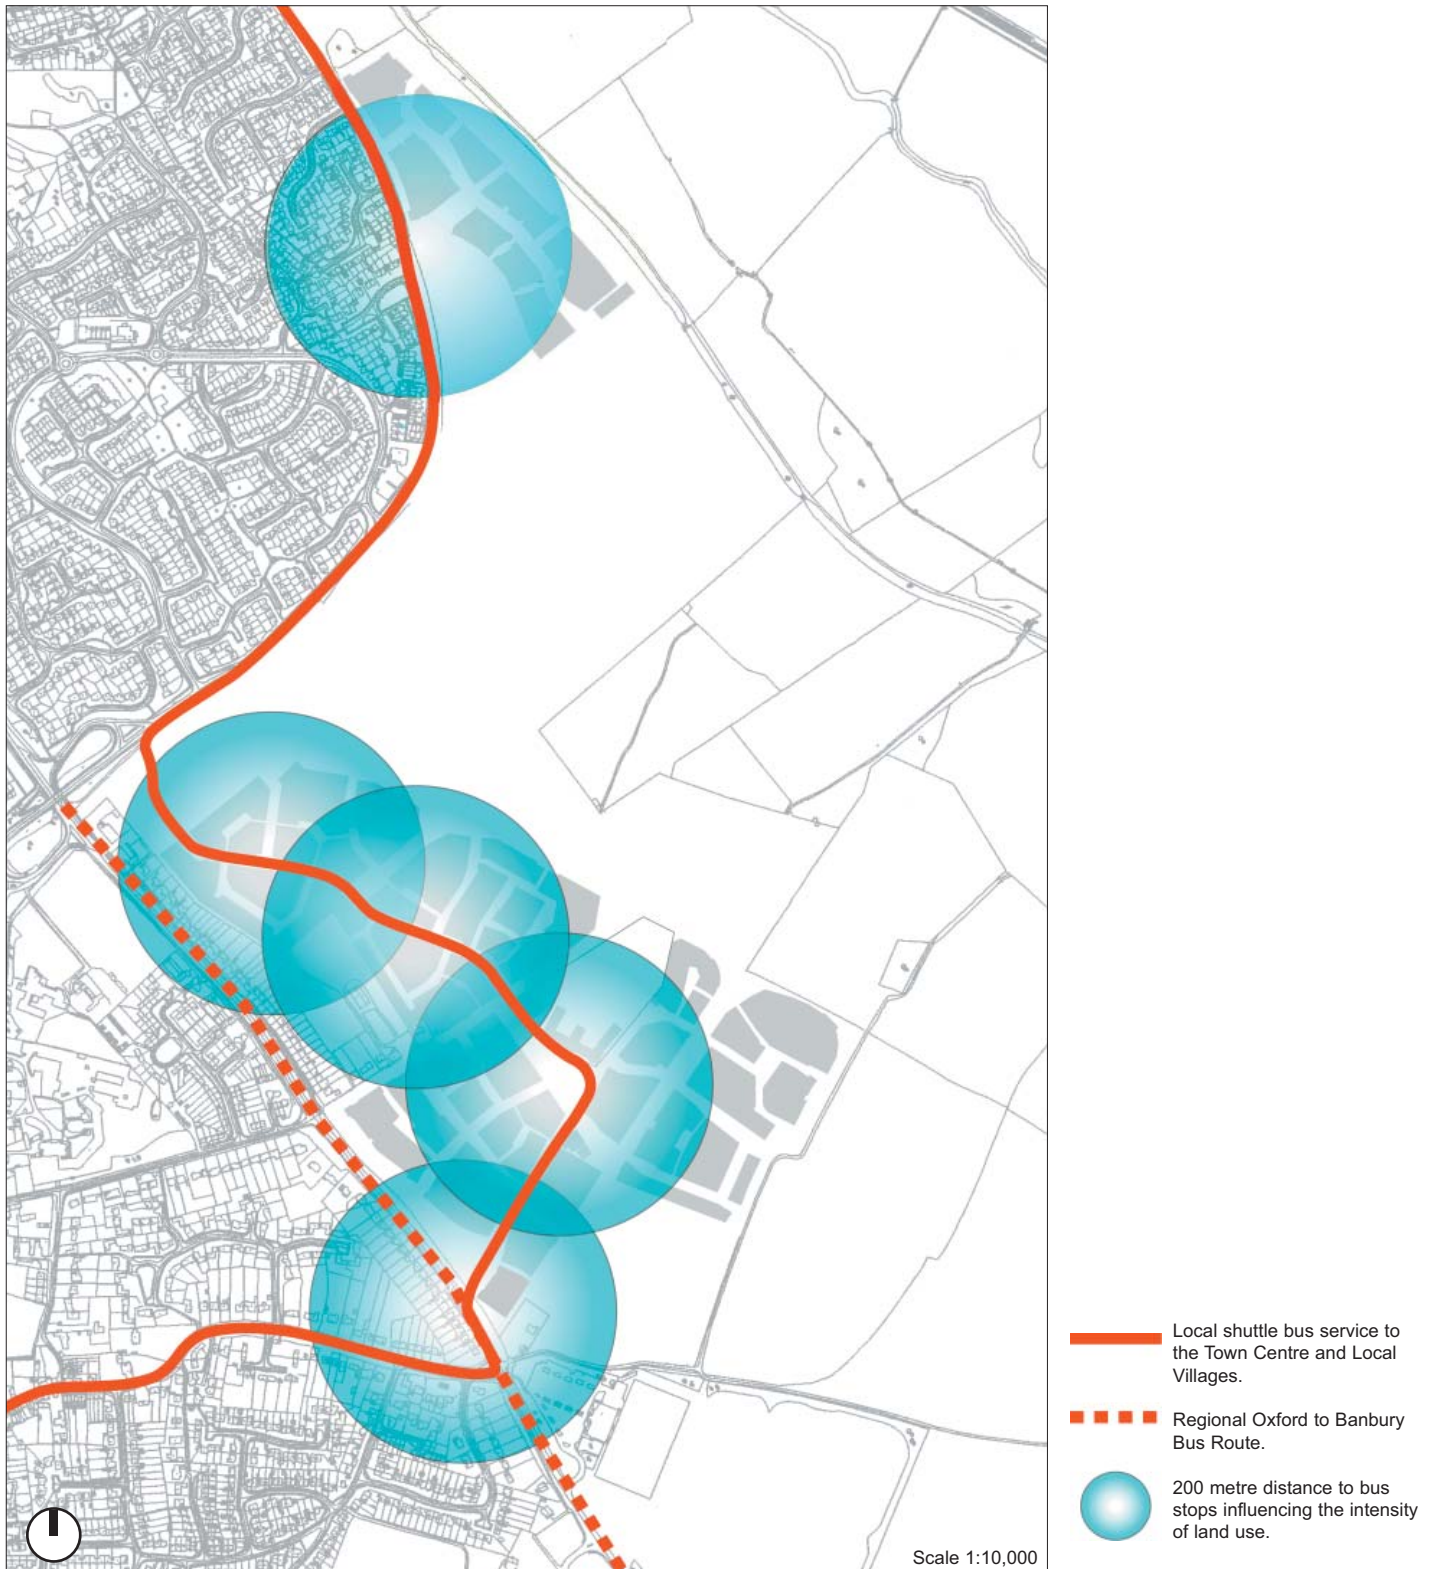 Local shuttle bus service to
the Town Centre and Local
Villages.
Regional Oxford to Banbury
Bus Route.
200 metre distance to bus
stops influencing the intensity
of land use.
Scale 1:10,000